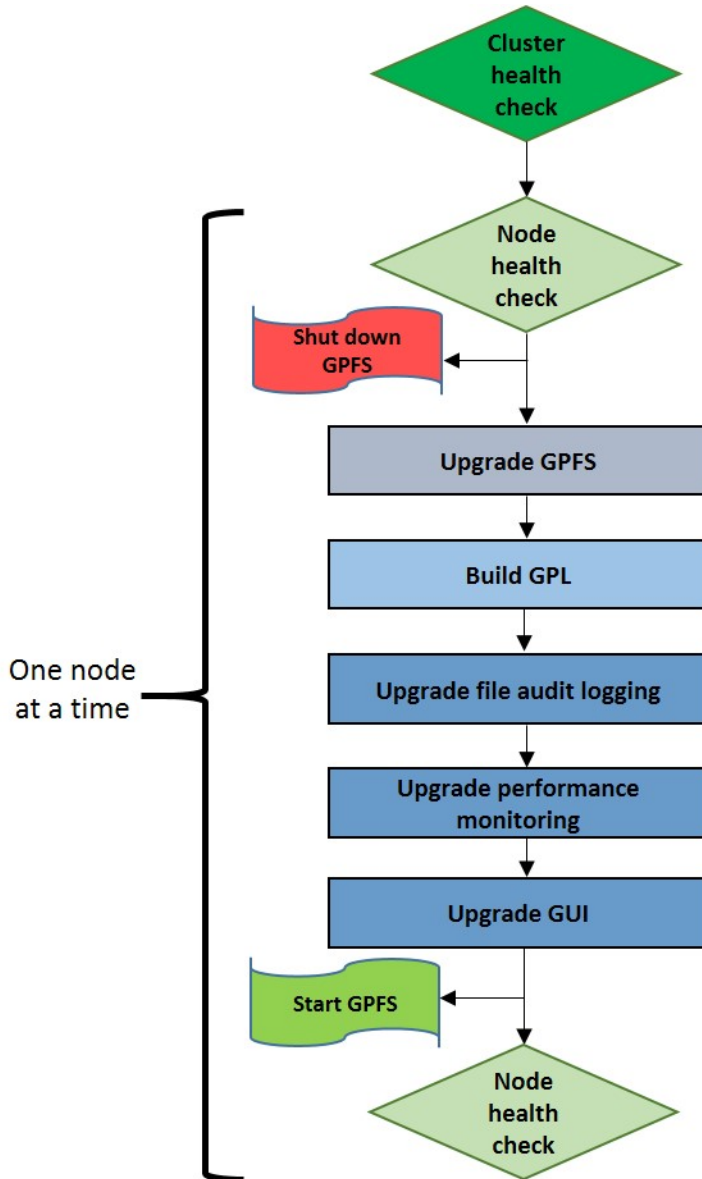 Cluster
health
check
Node
health
check
Shut down
GPFS
Upgrade GPFS
Build GPL
One node
at a time
Upgrade file audit logging
Upgrade performance
monitoring
Upgrade GUI
Start GPFS
Node
health
check